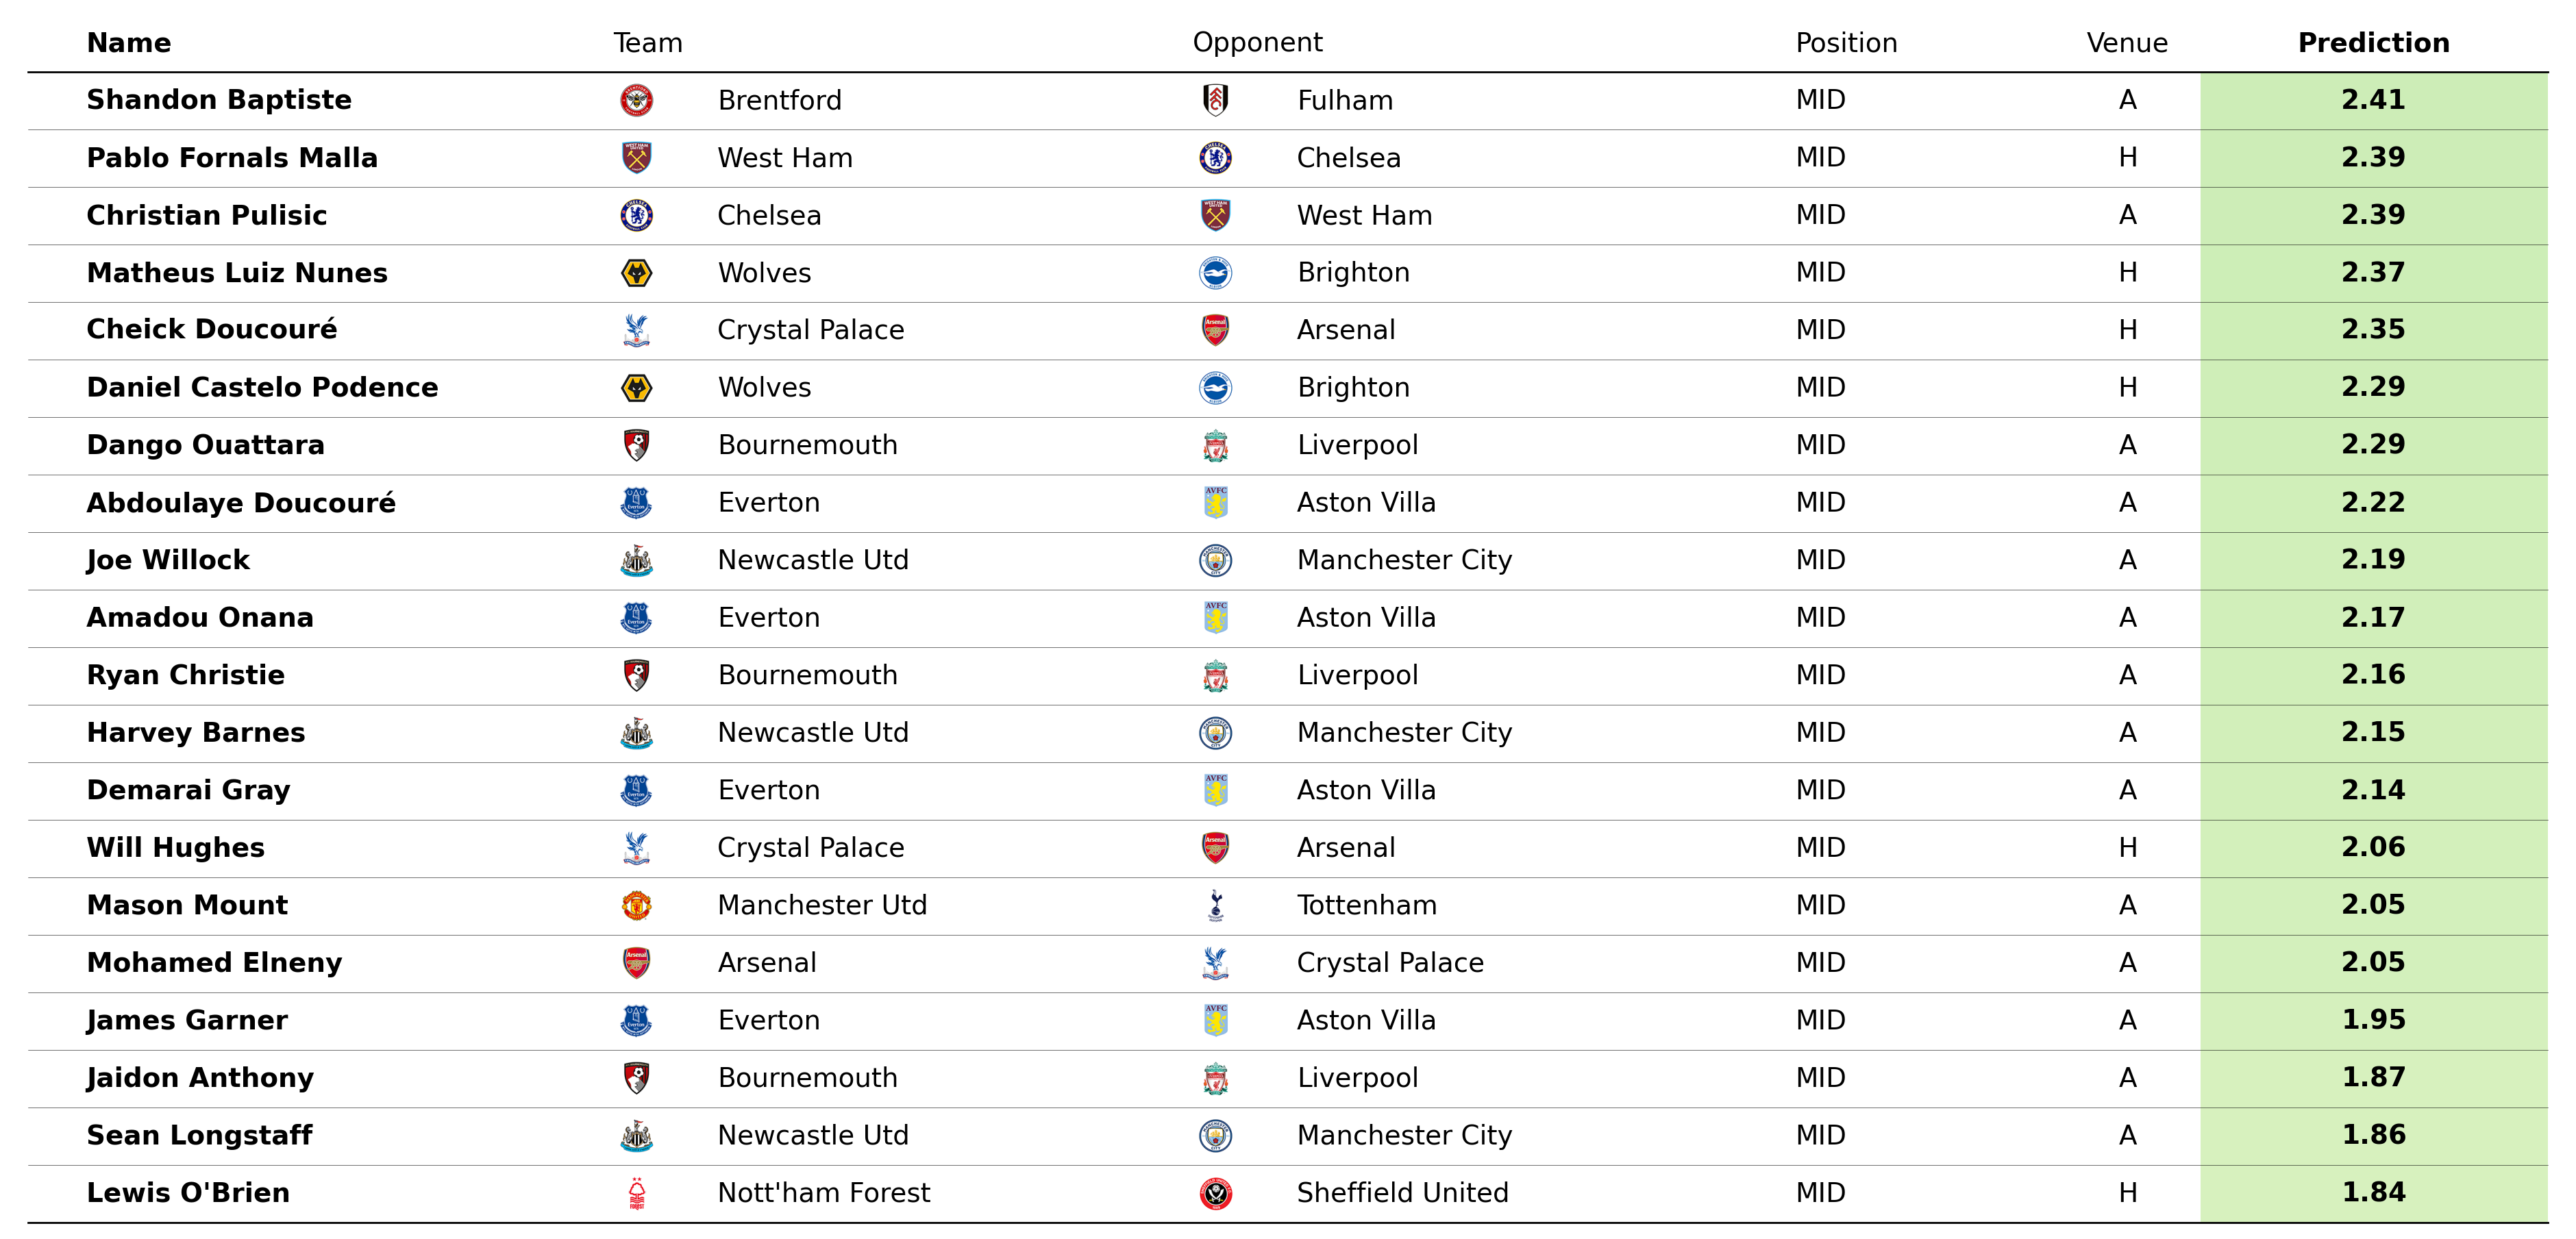 Name Team Opponent Position Venue Prediction
Shandon Baptiste Brentford Fulham MID A 2.41
Pablo Fornals Malla West Ham Chelsea MID H 2.39
Christian Pulisic Chelsea West Ham MID A 2.39
Matheus Luiz Nunes Wolves Brighton MID H 2.37
Cheick Doucouré Crystal Palace Arsenal MID H 2.35
Daniel Castelo Podence Wolves Brighton MID H 2.29
Dango Ouattara Bournemouth Liverpool MID A 2.29
Abdoulaye Doucouré Everton Aston Villa MID A 2.22
Joe Willock Newcastle Utd Manchester City MID A 2.19
Amadou Onana Everton Aston Villa MID A 2.17
Ryan Christie Bournemouth Liverpool MID A 2.16
Harvey Barnes Newcastle Utd Manchester City MID A 2.15
Demarai Gray Everton Aston Villa MID A 2.14
Will Hughes Crystal Palace Arsenal MID H 2.06
Mason Mount Manchester Utd Tottenham MID A 2.05
Mohamed Elneny Arsenal Crystal Palace MID A 2.05
James Garner Everton Aston Villa MID A 1.95
Jaidon Anthony Bournemouth Liverpool MID A 1.87
Sean Longstaff Newcastle Utd Manchester City MID A 1.86
Lewis O'Brien Nott'ham Forest Sheffield United MID H 1.84